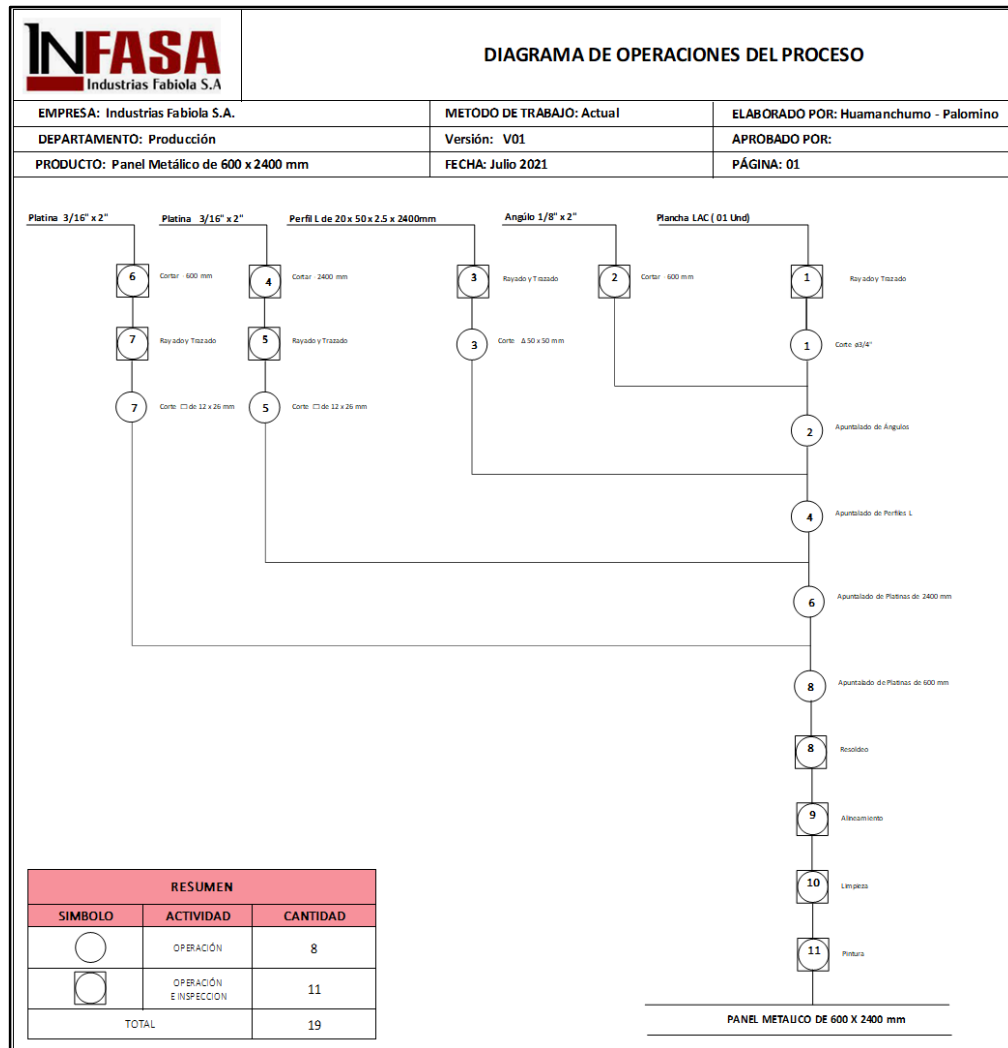 INFASA
Industrias Fabiola S.A
DIAGRAMA DE OPERACIONES DEL PROCESO
EMPRESA: Industrias Fabiola S.A.
METODO DE TRABAJO: Actual
ELABORADO POR: Huamanchumo - Palomino
DEPARTAMENTO: Producción
Versión: V01
APROBADO POR:
PRODUCTO: Panel Metálico de 600 x 2400 mm
FECHA: Julio 2021
PÁGINA: 01
Platina 3/16" x 2"
Platina 3/16" x 2"
Perfil L de 20 x 50 x 2.5 x 2400mm
Angúlo 1/8" x 2"
Plancha LAC ( 01 Und)
6
Cortar - 600 mm
4
Cortar - 2400 mm
3
Rayado y Trazado
2
Cortar - 600 mm
1
Rayado y Trazado
7
Rayado y Trazado
5
Rayado y Trazado
3
Corte Δ 50 x 50 mm
1
Corte ø3/4"
7
Corte □ de 12 x 26 mm
5
Corte □ de 12 x 26 mm
2
Apuntalado de Ángulos
4
Apuntalado de Perfiles L
6
Apuntalado de Platinas de 2400 mm
8
Apuntalado de Platinas de 600 mm
8
Resoldeo
9
Alineamiento
10
Limpieza
11
Pintura
PANEL METALICO DE 600 X 2400 mm
RESUMEN
SIMBOLO
ACTIVIDAD
CANTIDAD
OPERACIÓN
8
OPERACIÓN
E INSPECCION
11
TOTAL
19